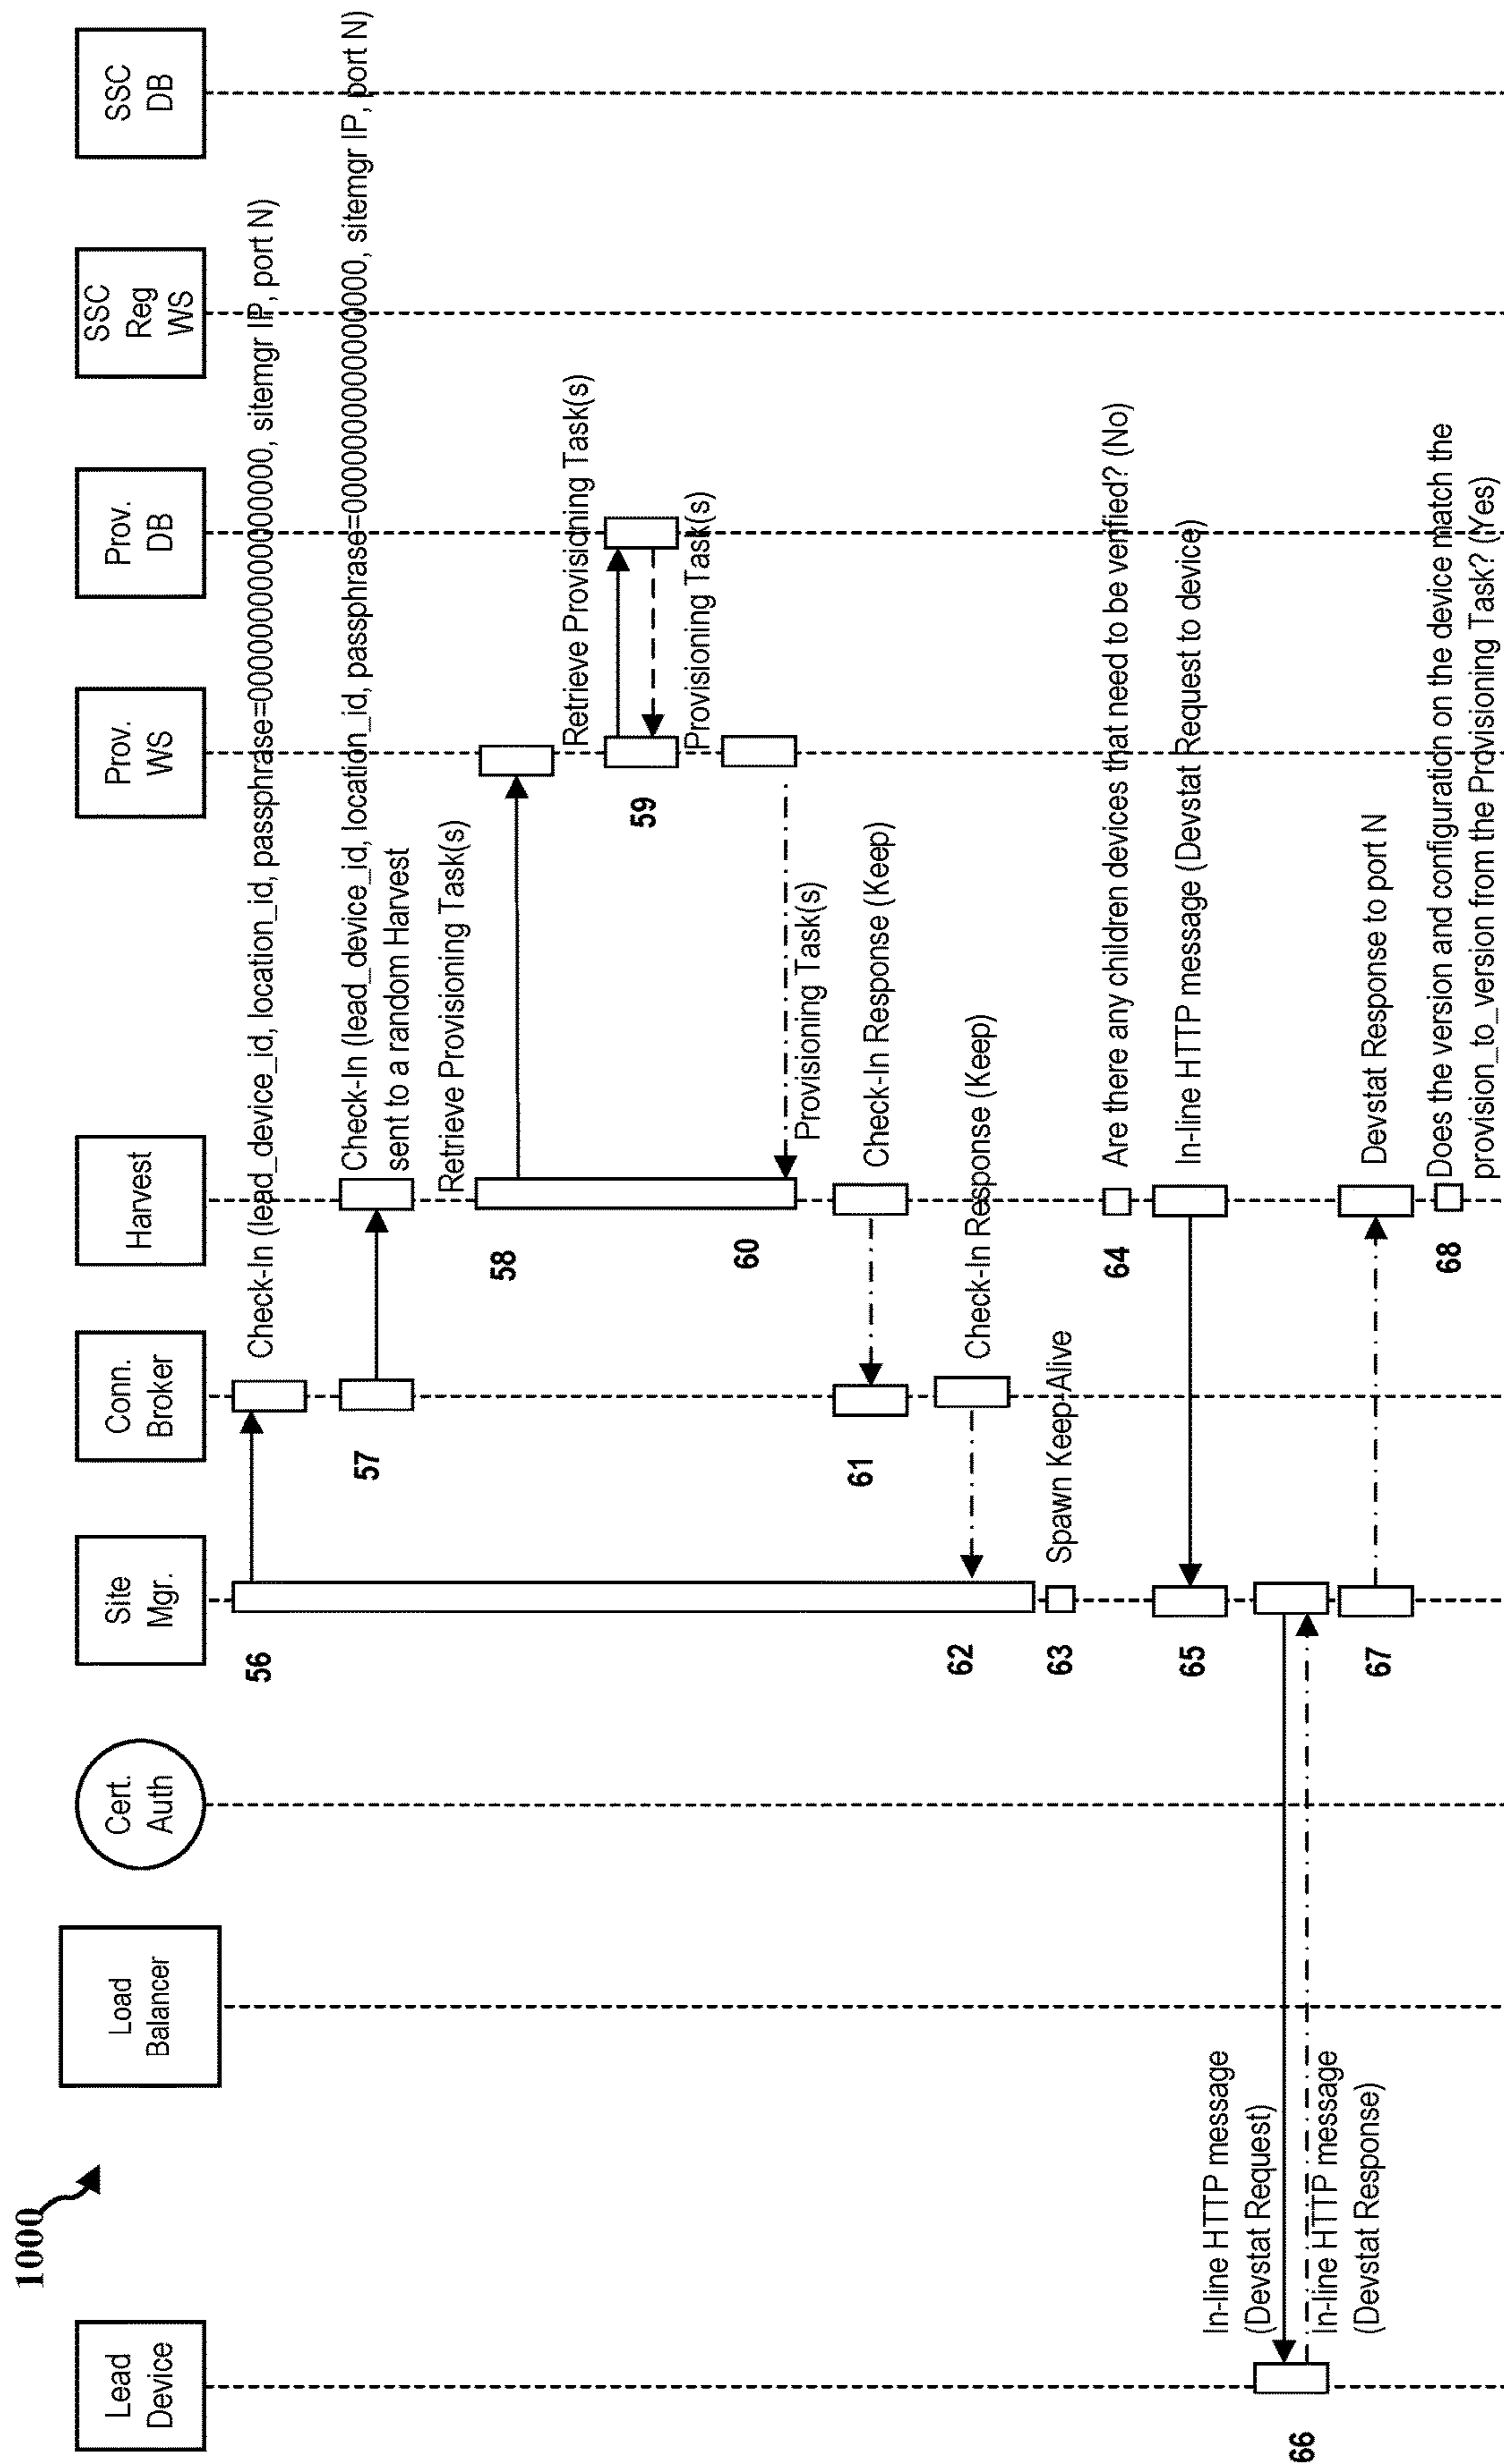 1000
Lead
Device
Load
Balancer
Cert.
Auth
Site
Mgr.
Conn.
Broker
Harvest
Prov.
WS
Prov.
DB
SSC
Reg
WS
SSC
DB
56
Check-In (lead_device_id, location_id, passphrase=0000000000000000, sitemgr IP, port N)
57
Check-In (lead_device_id, location_id, passphrase=0000000000000000, sitemgr IP, port N)
sent to a random Harvest
58
Retrieve Provisioning Task(s)
Retrieve Provisioning Task(s)
59
Provisioning Task(s)
60
Provisioning Task(s)
61
Check-In Response (Keep)
62
Check-In Response (Keep)
63
Spawn Keep-Alive
64
Are there any children devices that need to be verified? (No)
65
In-line HTTP message (Devstat Request to device)
66
In-line HTTP message
(Devstat Request)
In-line HTTP message
(Devstat Response)
67
Devstat Response to port N
68
Does the version and configuration on the device match the
provision_to_version from the Provisioning Task? (Yes)